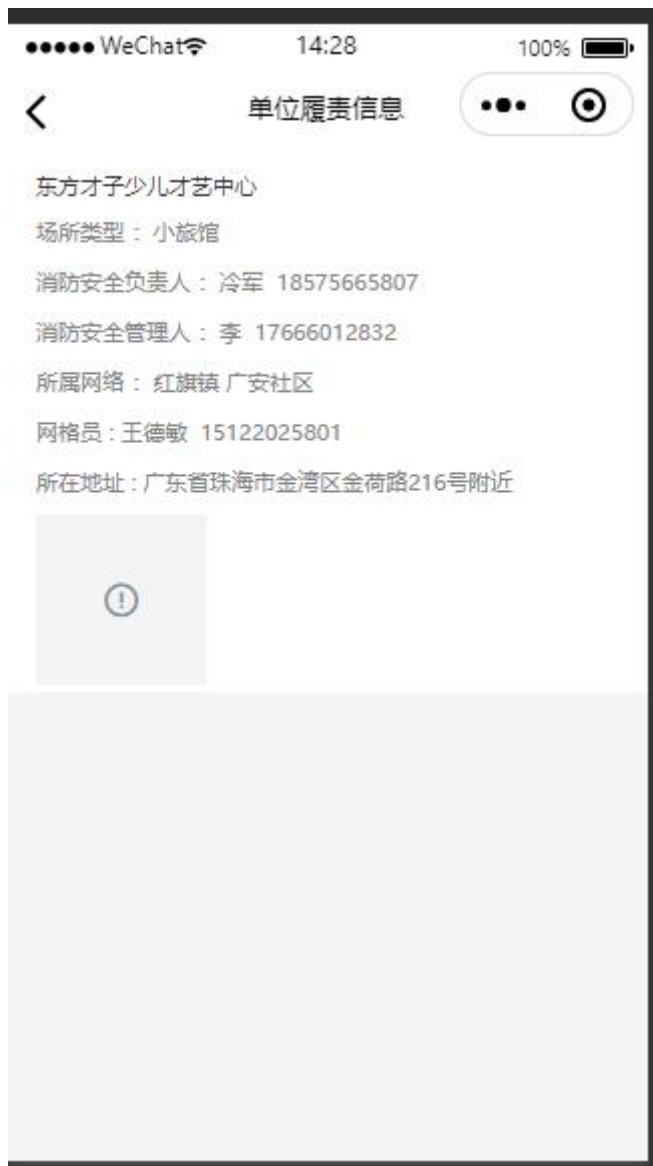 WeChat 14:28 100%
单位履责信息
东方才子少儿才艺中心
场所类型： 小旅馆
消防安全负责人： 冷军 18575665807
消防安全管理人： 李 17666012832
所属网络： 红旗镇 广安社区
网格员 : 王德敏 15122025801
所在地址 : 广东省珠海市金湾区金荷路216号附近